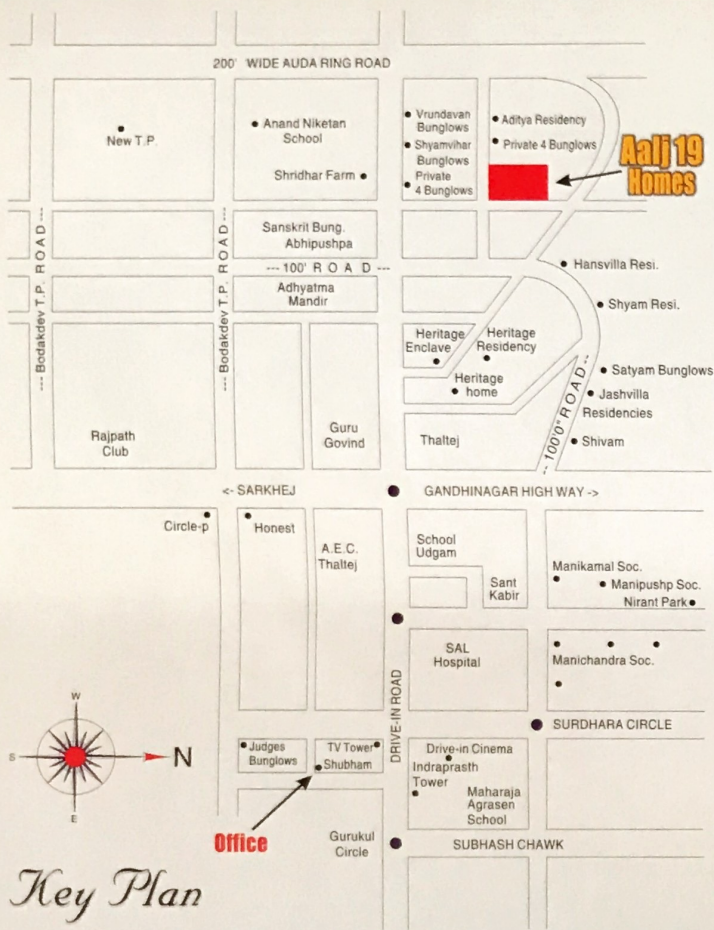 200' WIDE AUDA RING ROAD
New T.P.
Anand Niketan
School
Shridhar Farm
Vrundavan
Bunglows
Shyamvihar
Bunglows
Private
4 Bunglows
Aditya Residency
Private 4 Bunglows
Aalj 19
Homes
Sanskrit Bung.
Abhipushpa
--- 100' ROAD ---
Adhyatma
Mandir
--- Bodakdev T.P. ROAD ---
--- Bodakdev T.P. ROAD ---
Hansvilla Resi.
Shyam Resi.
Heritage
Enclave
Heritage
Residency
Heritage
home
Satyam Bunglows
Jashvilla
Residencies
Shivam
-- 100'0" ROAD --
Rajpath
Club
Guru
Govind
Thaltej
<- SARKHEJ
GANDHINAGAR HIGH WAY ->
Circle-p
Honest
A.E.C.
Thaltej
School
Udgam
Sant
Kabir
Manikamal Soc.
Manipushp Soc.
Nirant Park
SAL
Hospital
Manichandra Soc.
DRIVE-IN ROAD
SURDHARA CIRCLE
W
S
N
E
Judges
Bunglows
TV Tower
Shubham
Drive-in Cinema
Indraprasth
Tower
Maharaja
Agrasen
School
Office
Gurukul
Circle
SUBHASH CHAWK
Key Plan